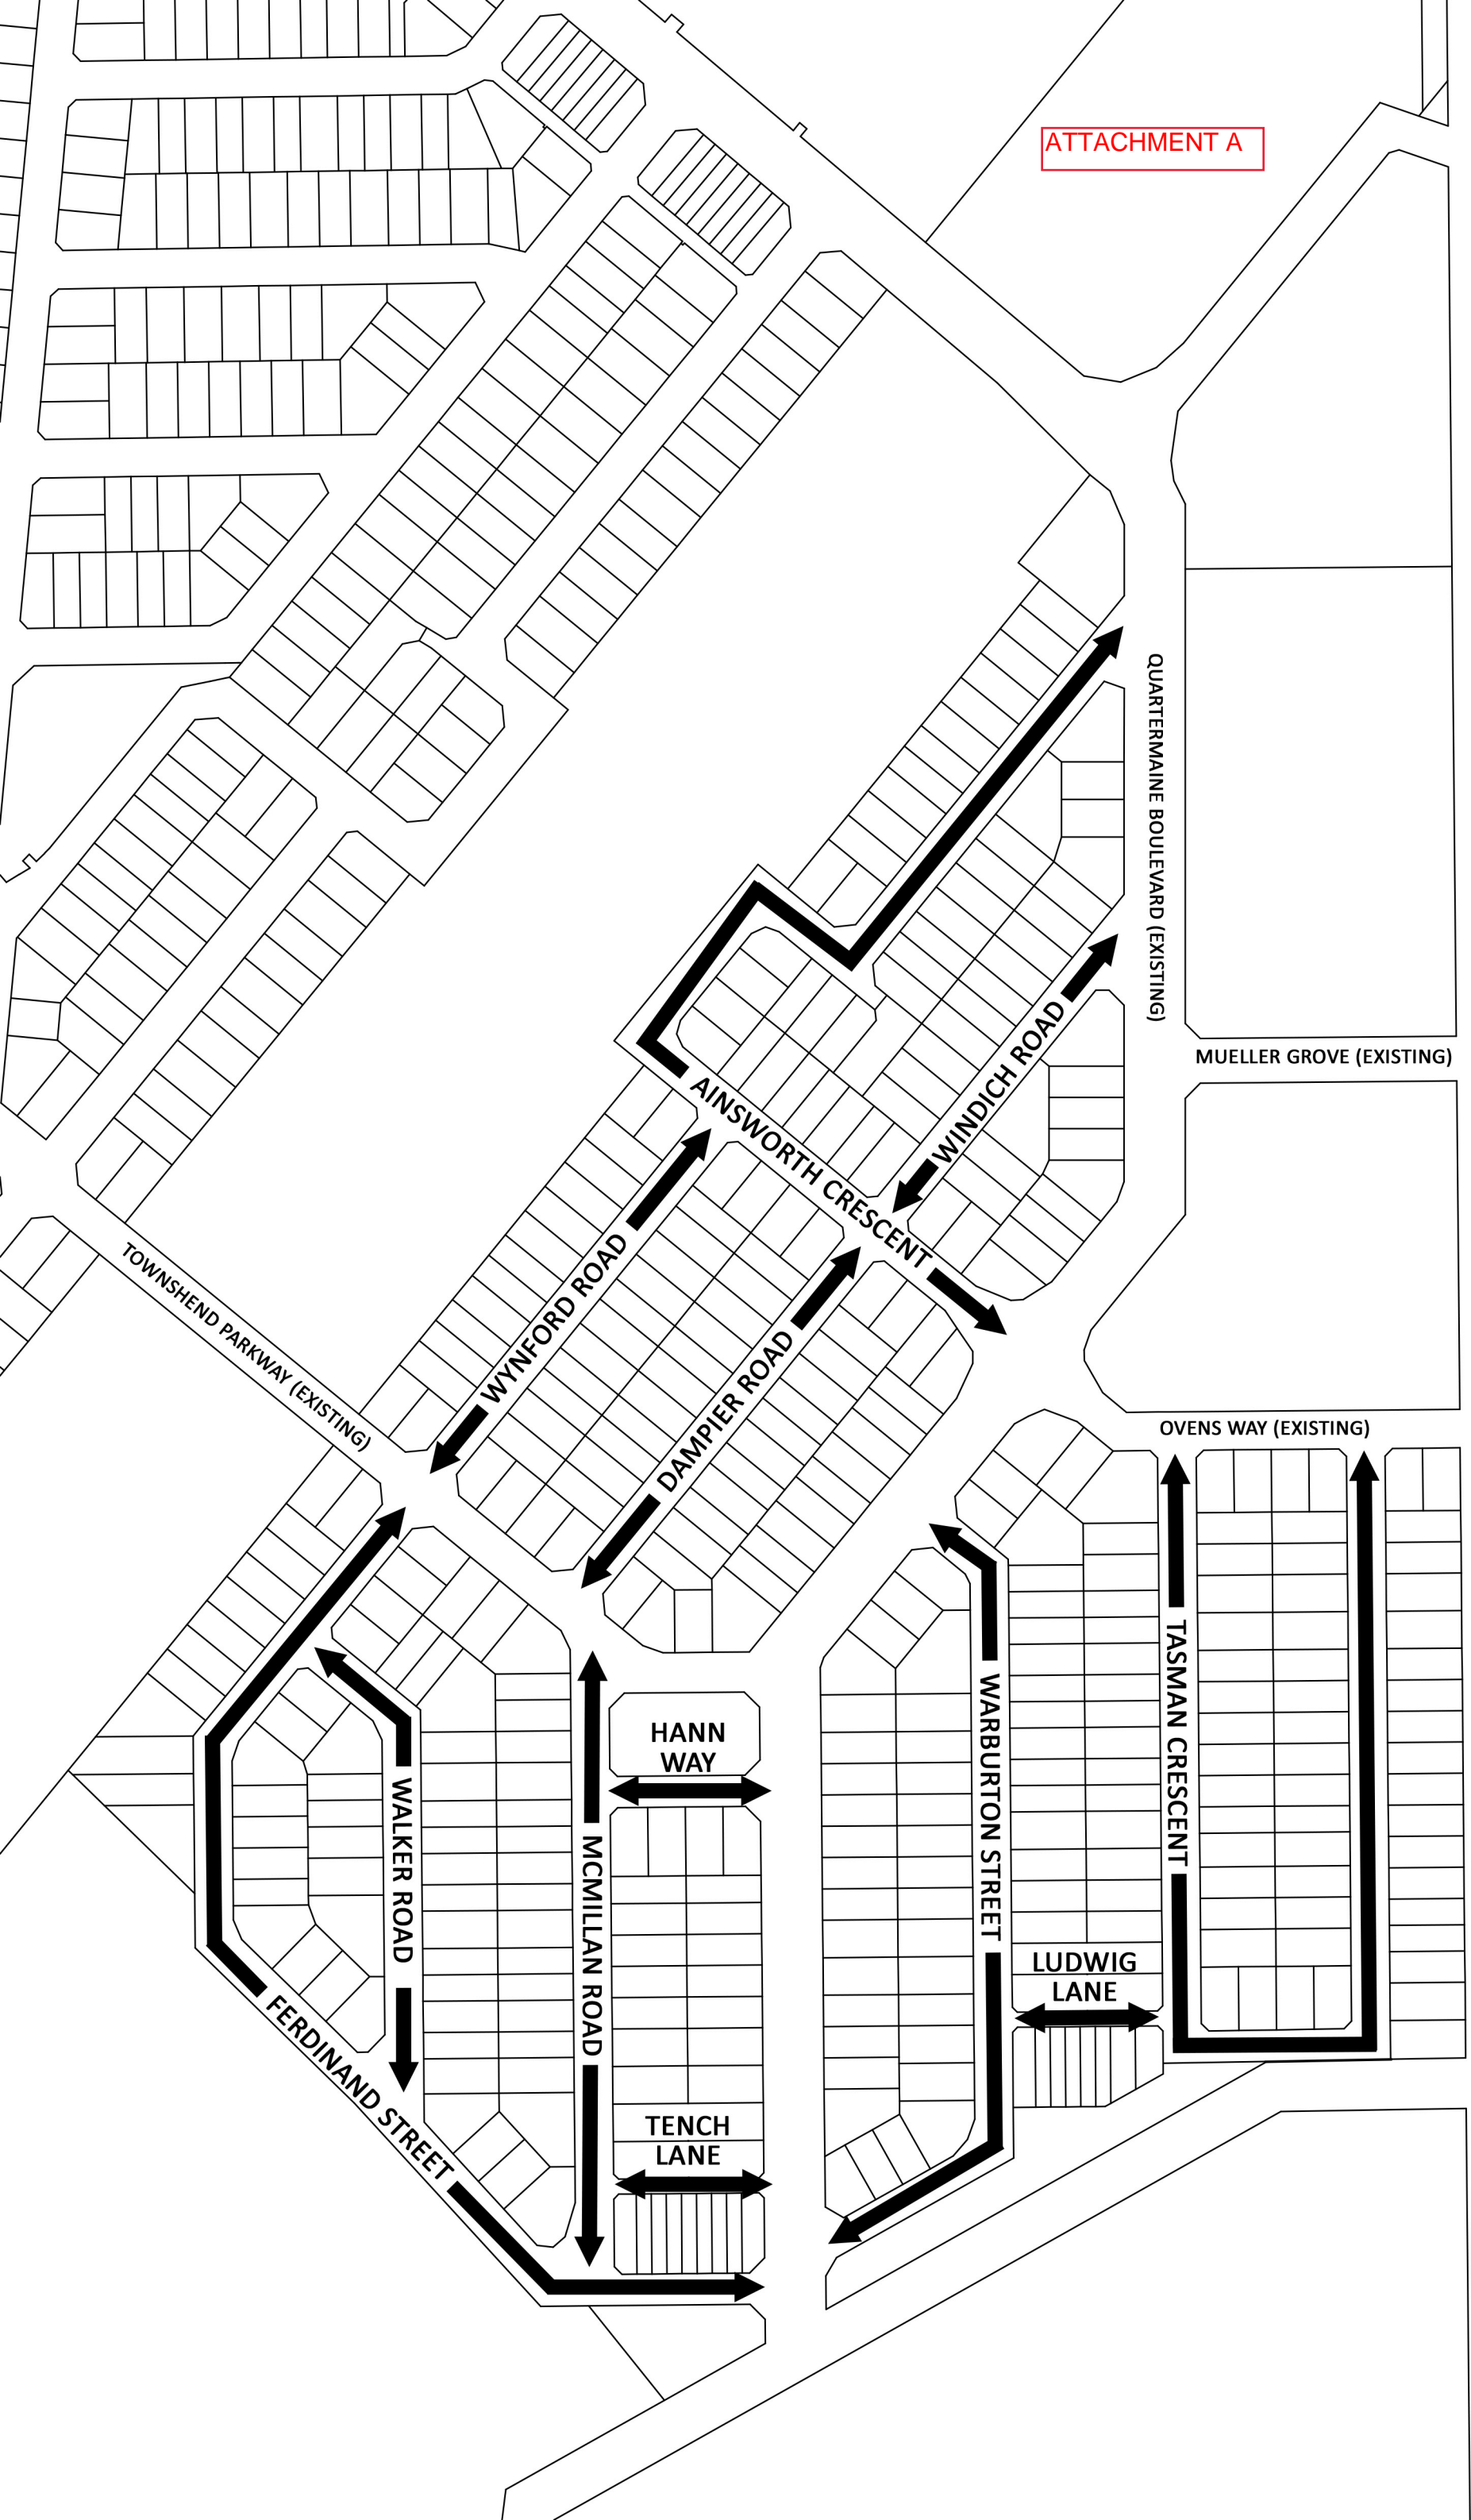 ATTACHMENT A
QUARTERMAINE BOULEVARD (EXISTING)
MUELLER GROVE (EXISTING)
WINDICH ROAD
AINSWORTH CRESCENT
WYNFORD ROAD
TOWNSHEND PARKWAY (EXISTING)
DAMPIER ROAD
OVENS WAY (EXISTING)
TASMAN CRESCENT
WARBURTON STREET
HANN
WAY
WALKER ROAD
MCMILLAN ROAD
LUDWIG
LANE
FERDINAND STREET
TENCH
LANE